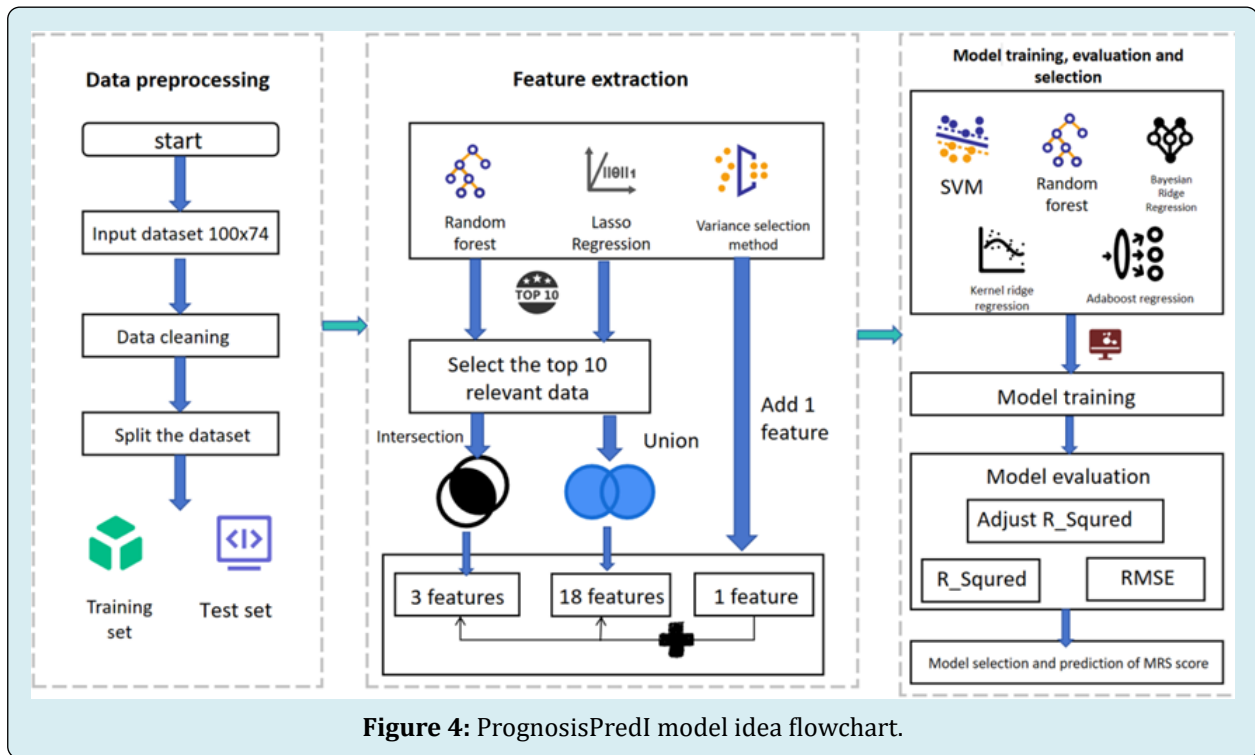 Data preprocessing
start
Input dataset 100x74
Data cleaning
Split the dataset
Training
set
Test set
Feature extraction
||θ||₁
Random
forest
Lasso
Regression
Variance selection
method
TOP 10
Select the top 10
relevant data
Intersection
Union
Add 1
feature
3 features
18 features
1 feature
Model training, evaluation and
selection
SVM
Random
forest
Bayesian
Ridge
Regression
Kernel ridge
regression
Adaboost regression
Model training
Model evaluation
Adjust R_Squred
R_Squred
RMSE
Model selection and prediction of MRS score
Figure 4: PrognosisPredI model idea flowchart.